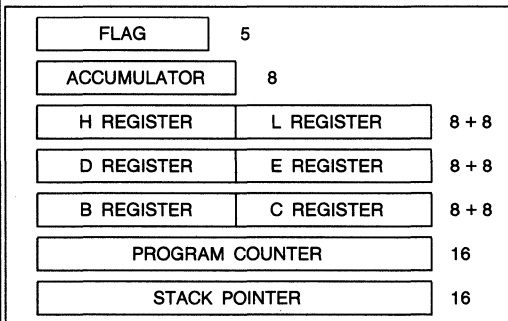 FLAG 5
ACCUMULATOR 8
H REGISTER L REGISTER 8 + 8
D REGISTER E REGISTER 8 + 8
B REGISTER C REGISTER 8 + 8
PROGRAM COUNTER 16
STACK POINTER 16